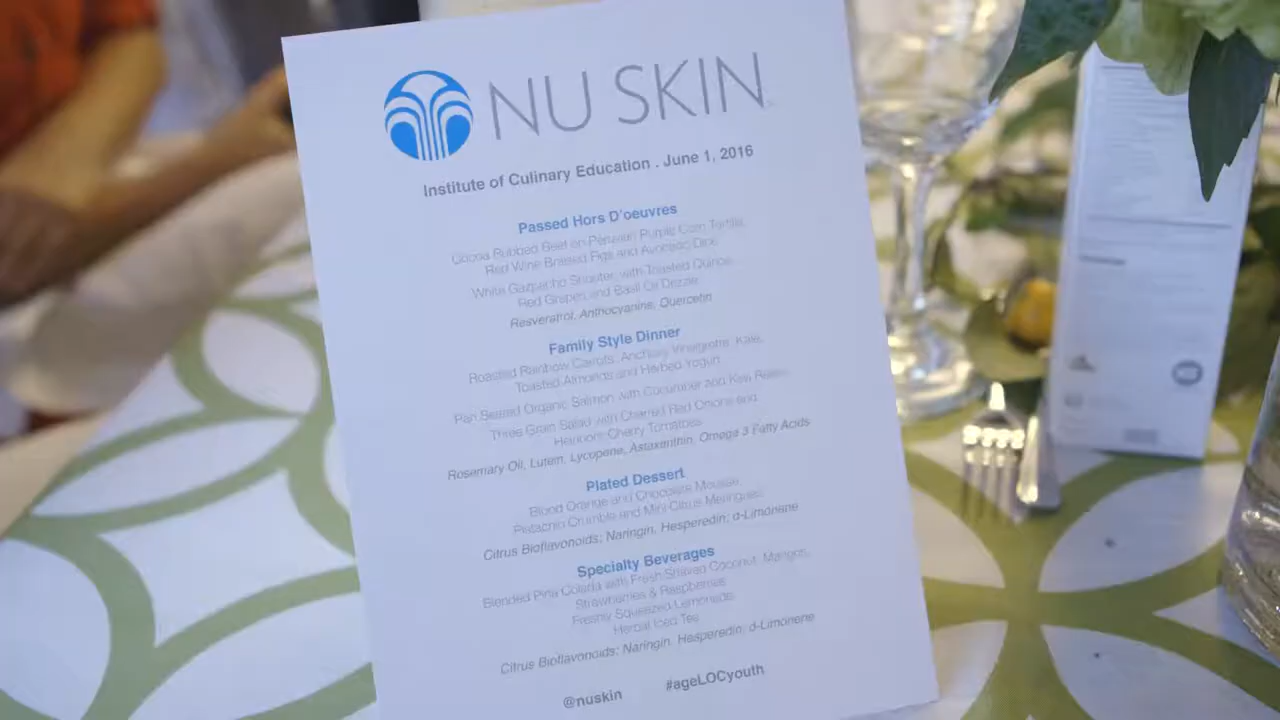 NU SKIN
Institute of Culinary Education . June 1, 2016
Passed Hors D'oeuvres
Cocoa Rubbed Beef on Peruvian Purple Corn Tortilla,
Red Wine Braised Figs and Avocado Dice
White Gazpacho Shooter with Toasted Quince,
Red Grapes and Basil Oil Drizzle
Resveratrol, Anthocyanins, Quercetin
Family Style Dinner
Roasted Rainbow Carrots, Anchovy Vinaigrette, Kale,
Toasted Almonds and Herbed Yogurt
Pan Seared Organic Salmon with Cucumber and Kiwi Relish
Three Grain Salad with Charred Red Onions and
Heirloom Cherry Tomatoes
Rosemary Oil, Lutein, Lycopene, Astaxanthin, Omega 3 Fatty Acids
Plated Dessert
Blood Orange and Chocolate Mousse,
Pistachio Crumble and Mini Citrus Meringues
Citrus Bioflavonoids; Naringin, Hesperedin; d-Limonene
Specialty Beverages
Blended Pina Colada with Fresh Shaved Coconut, Mangos,
Strawberries & Raspberries
Freshly Squeezed Lemonade
Herbal Iced Tea
Citrus Bioflavonoids; Naringin, Hesperedin; d-Limonene
@nuskin #ageLOCyouth